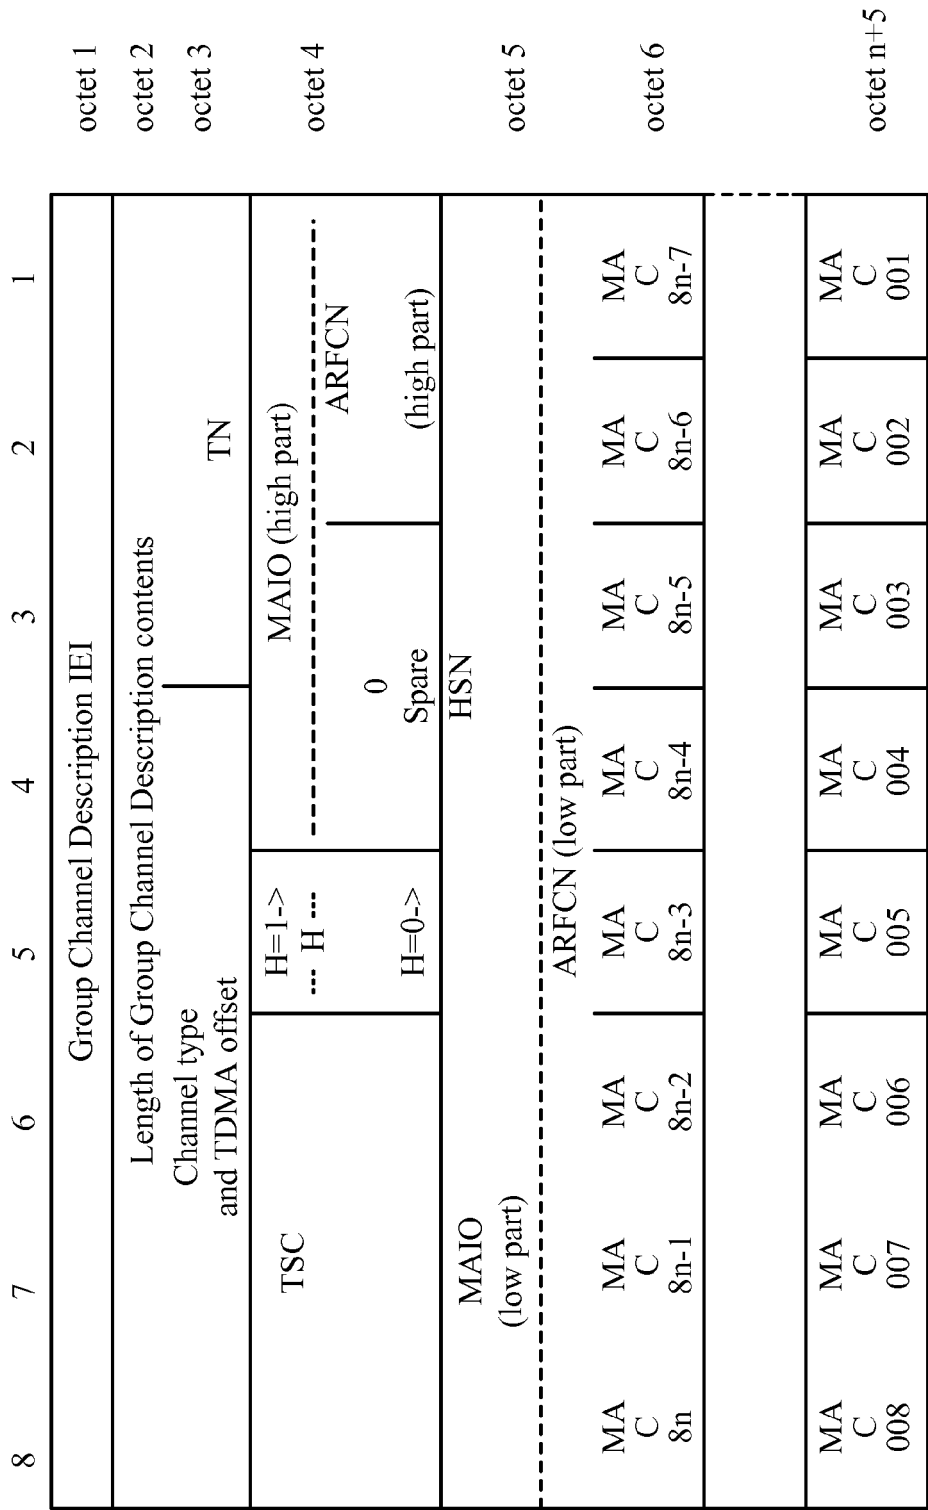 8 7 6 5 4 3 2 1
Group Channel Description IEI octet 1
Length of Group Channel Description contents octet 2
Channel type
and TDMA offset TN octet 3
H=1-> MAIO (high part)
TSC H octet 4
ARFCN
0
H=0-> Spare (high part)
MAIO HSN
(low part) octet 5
ARFCN (low part)
MA MA MA MA MA MA MA MA
C C C C C C C C octet 6
8n 8n-1 8n-2 8n-3 8n-4 8n-5 8n-6 8n-7
MA MA MA MA MA MA MA MA
C C C C C C C C octet n+5
008 007 006 005 004 003 002 001